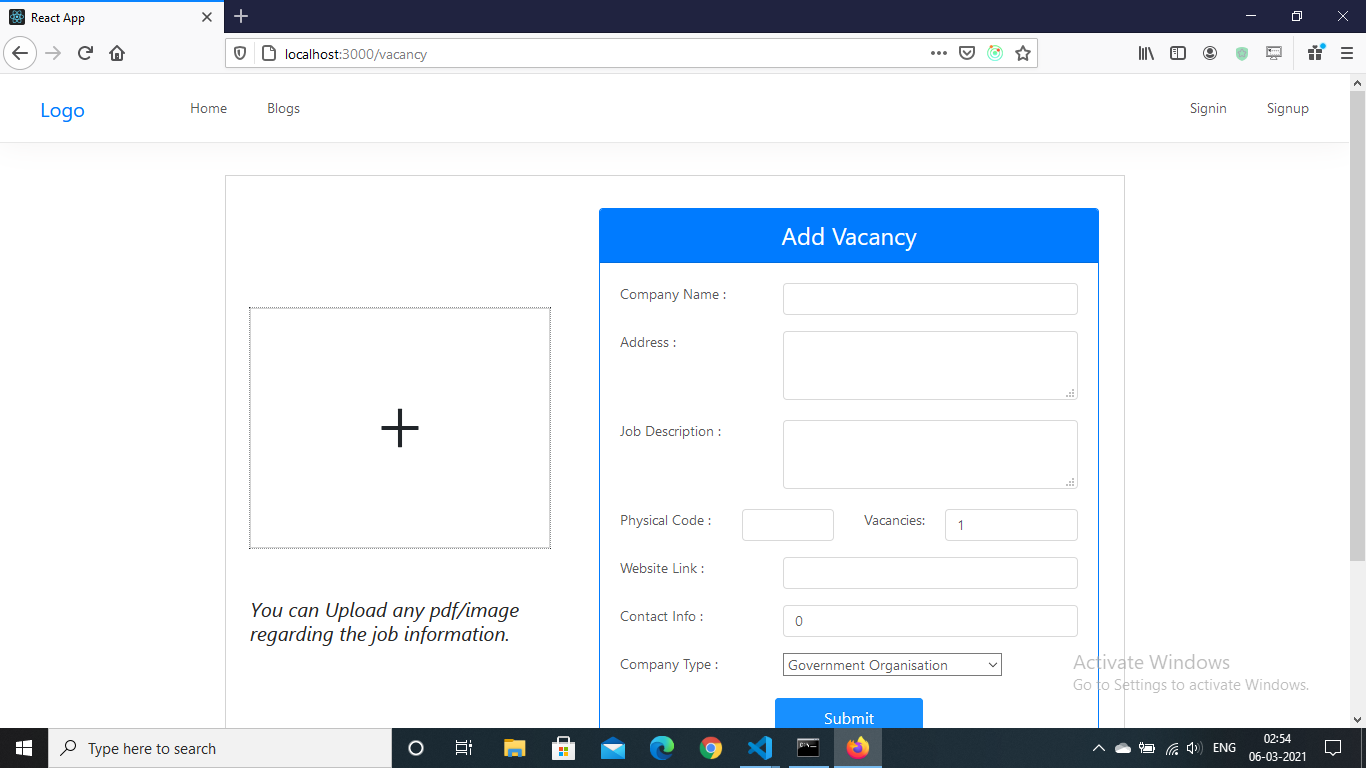 React App
localhost:3000/vacancy
Logo
Home
Blogs
Signin
Signup
Add Vacancy
Company Name :
Address :
Job Description :
Physical Code :
Vacancies:
1
Website Link :
Contact Info :
0
Company Type :
Government Organisation
Submit
You can Upload any pdf/image
regarding the job information.
Activate Windows
Go to Settings to activate Windows.
Type here to search
ENG
02:54
06-03-2021